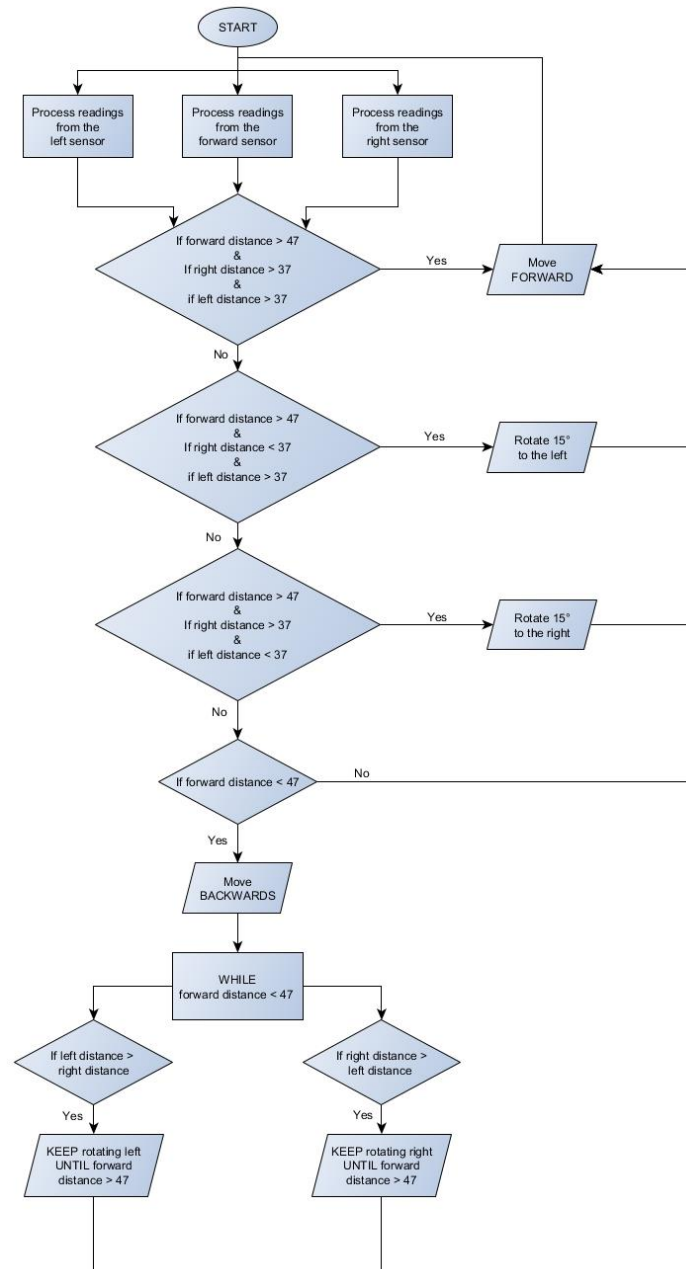 START
Process readings
from the
left sensor
Process readings
from the
forward sensor
Process readings
from the
right sensor
If forward distance > 47
&
If right distance > 37
&
if left distance > 37
Yes
Move
FORWARD
No
If forward distance > 47
&
If right distance < 37
&
if left distance > 37
Yes
Rotate 15°
to the left
No
If forward distance > 47
&
If right distance > 37
&
if left distance < 37
Yes
Rotate 15°
to the right
No
If forward distance < 47
No
Yes
Move
BACKWARDS
WHILE
forward distance < 47
If left distance >
right distance
If right distance >
left distance
Yes
Yes
KEEP rotating left
UNTIL forward
distance > 47
KEEP rotating right
UNTIL forward
distance > 47